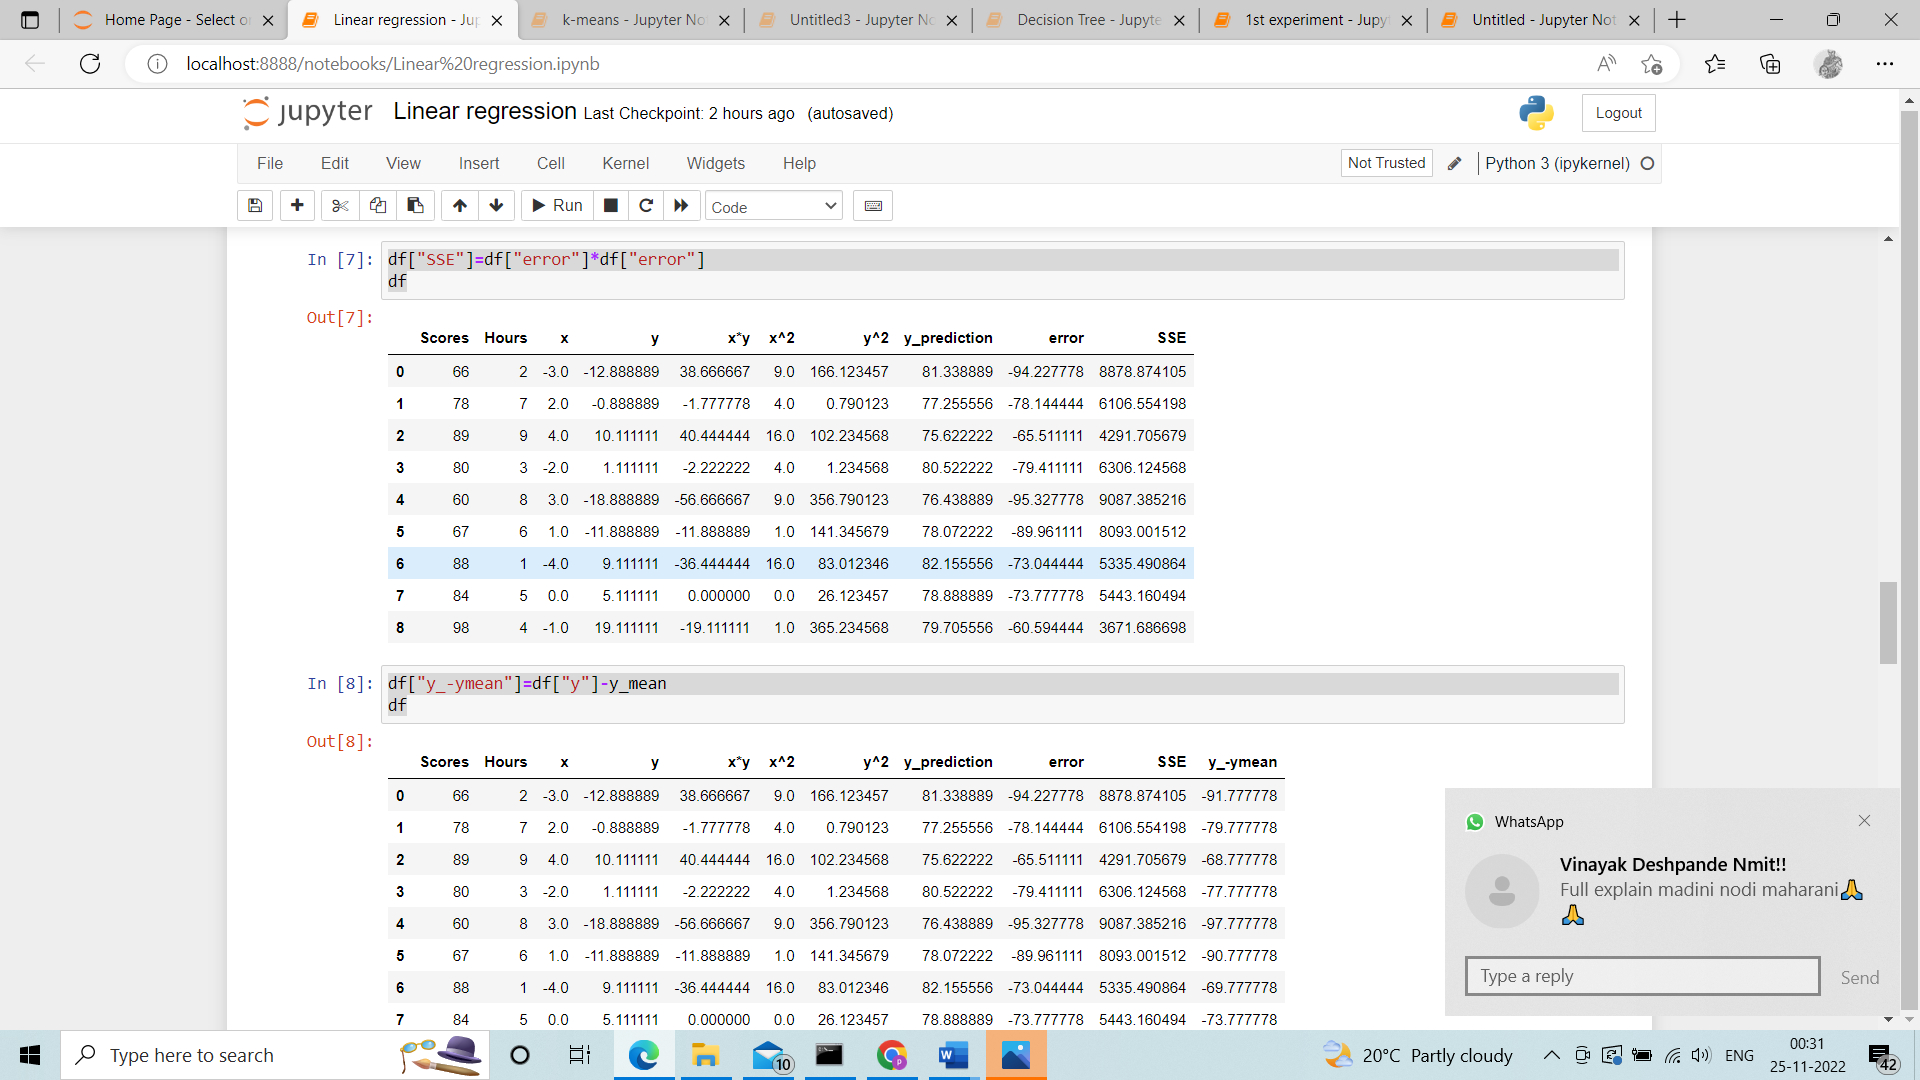 Home Page - Select o
Linear regression - Jup
k-means - Jupyter No
Untitled3 - Jupyter No
Decision Tree - Jupyte
1st experiment - Jupy
Untitled - Jupyter Not
localhost:8888/notebooks/Linear%20regression.ipynb
jupyter Linear regression Last Checkpoint: 2 hours ago (autosaved)
Logout
File Edit View Insert Cell Kernel Widgets Help
Not Trusted Python 3 (ipykernel)
Run Code
In [7]: df["SSE"]=df["error"]*df["error"]
df
Out[7]:
Scores Hours x y x*y x^2 y^2 y_prediction error SSE
0 66 2 -3.0 -12.888889 38.666667 9.0 166.123457 81.338889 -94.227778 8878.874105
1 78 7 2.0 -0.888889 -1.777778 4.0 0.790123 77.255556 -78.144444 6106.554198
2 89 9 4.0 10.111111 40.444444 16.0 102.234568 75.622222 -65.511111 4291.705679
3 80 3 -2.0 1.111111 -2.222222 4.0 1.234568 80.522222 -79.411111 6306.124568
4 60 8 3.0 -18.888889 -56.666667 9.0 356.790123 76.438889 -95.327778 9087.385216
5 67 6 1.0 -11.888889 -11.888889 1.0 141.345679 78.072222 -89.961111 8093.001512
6 88 1 -4.0 9.111111 -36.444444 16.0 83.012346 82.155556 -73.044444 5335.490864
7 84 5 0.0 5.111111 0.000000 0.0 26.123457 78.888889 -73.777778 5443.160494
8 98 4 -1.0 19.111111 -19.111111 1.0 365.234568 79.705556 -60.594444 3671.686698
In [8]: df["y_-ymean"]=df["y"]-y_mean
df
Out[8]:
Scores Hours x y x*y x^2 y^2 y_prediction error SSE y_-ymean
0 66 2 -3.0 -12.888889 38.666667 9.0 166.123457 81.338889 -94.227778 8878.874105 -91.777778
1 78 7 2.0 -0.888889 -1.777778 4.0 0.790123 77.255556 -78.144444 6106.554198 -79.777778
2 89 9 4.0 10.111111 40.444444 16.0 102.234568 75.622222 -65.511111 4291.705679 -68.777778
3 80 3 -2.0 1.111111 -2.222222 4.0 1.234568 80.522222 -79.411111 6306.124568 -77.777778
4 60 8 3.0 -18.888889 -56.666667 9.0 356.790123 76.438889 -95.327778 9087.385216 -97.777778
5 67 6 1.0 -11.888889 -11.888889 1.0 141.345679 78.072222 -89.961111 8093.001512 -90.777778
6 88 1 -4.0 9.111111 -36.444444 16.0 83.012346 82.155556 -73.044444 5335.490864 -69.777778
7 84 5 0.0 5.111111 0.000000 0.0 26.123457 78.888889 -73.777778 5443.160494 -73.777778
WhatsApp
Vinayak Deshpande Nmit!!
Full explain madini nodi maharani🙏
🙏
Type a reply
Send
Type here to search
10
20°C Partly cloudy
ENG
00:31
25-11-2022
42